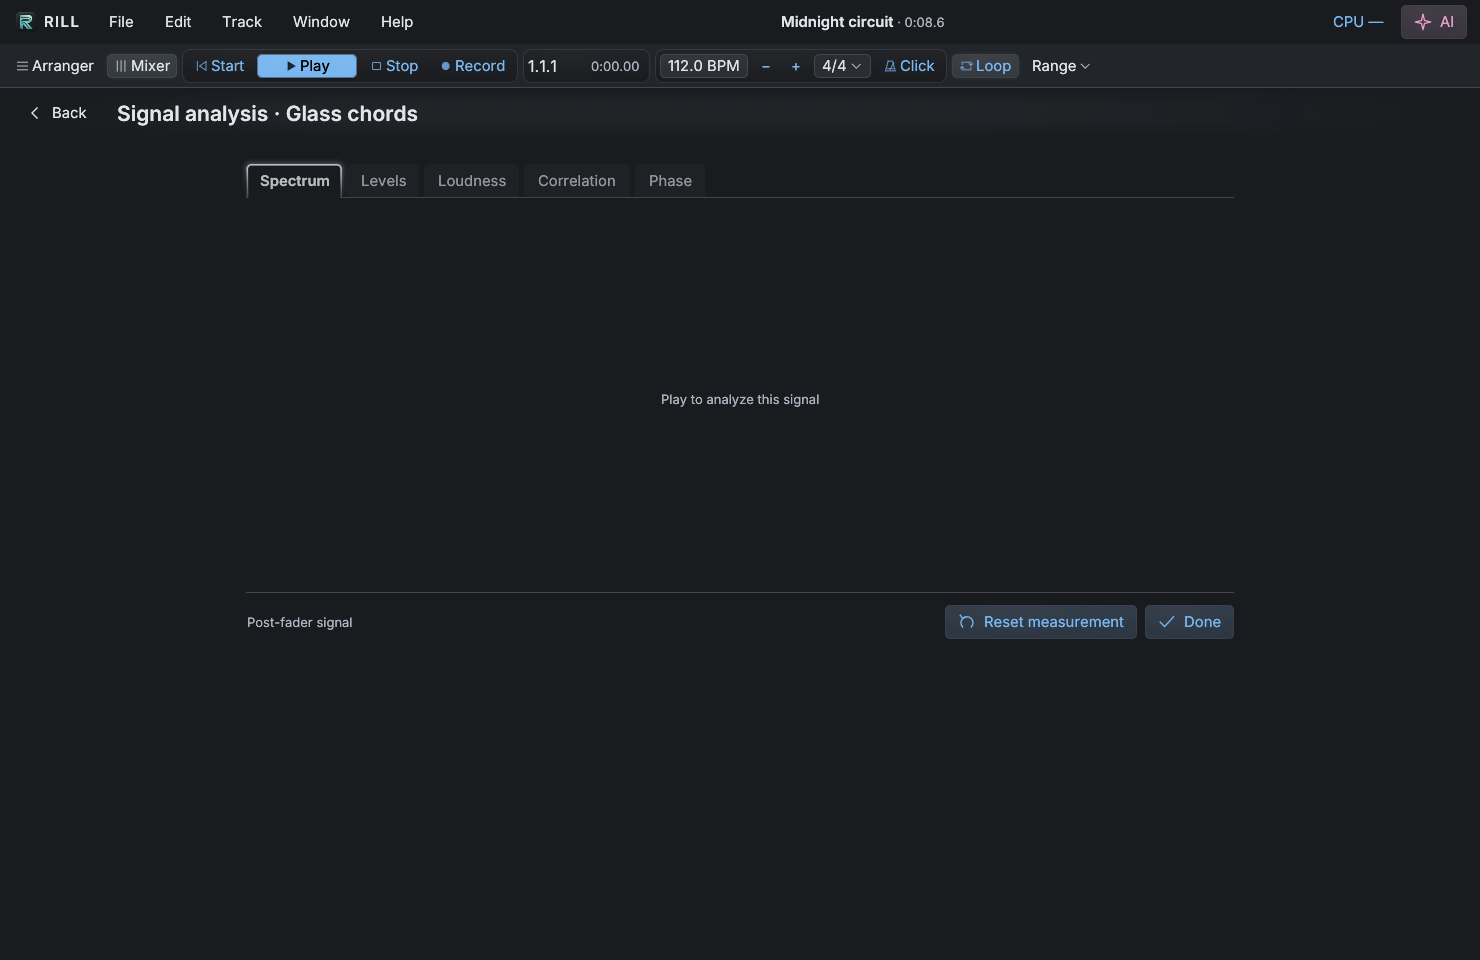 RILL File Edit Track Window Help Midnight circuit · 0:08.6 CPU — AI
Arranger Mixer Start Play Stop Record 1.1.1 0:00.00 112.0 BPM – + 4/4 Click Loop Range
Back Signal analysis · Glass chords
Spectrum Levels Loudness Correlation Phase
Play to analyze this signal
Post-fader signal Reset measurement Done